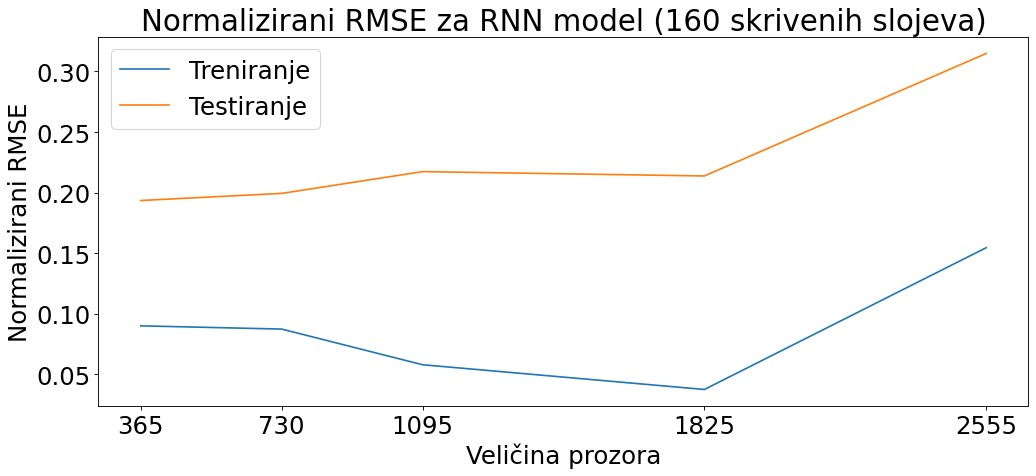 Normalizirani RMSE za RNN model (160 skrivenih slojeva)
Treniranje
Testiranje
Normalizirani RMSE
0.30
0.25
0.20
0.15
0.10
0.05
365 730 1095 1825 2555
Veličina prozora